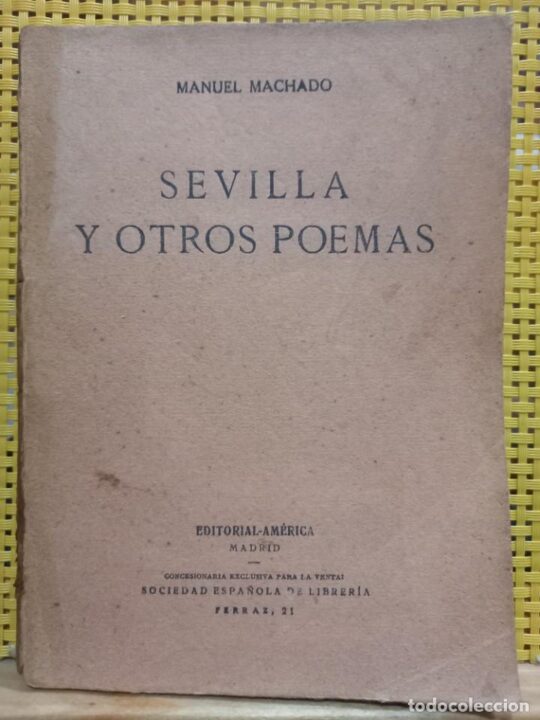 MANUEL MACHADO
SEVILLA
Y OTROS POEMAS
EDITORIAL-AMÉRICA
MADRID
CONCESIONARIA EXCLUSIVA PARA LA VENTA:
SOCIEDAD ESPAÑOLA DE LIBRERÍA
FERRAZ, 21
todocoleccion